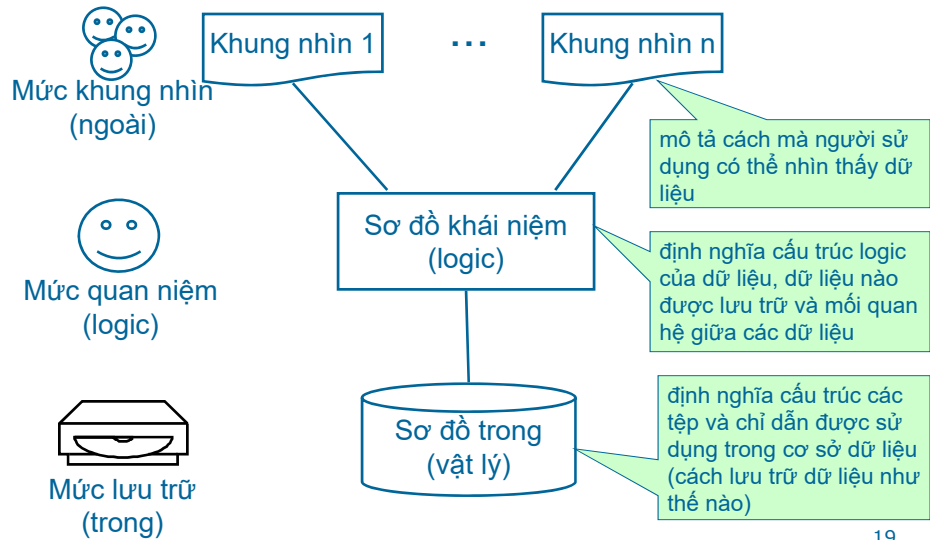 Khung nhìn 1
...
Khung nhìn n
Mức khung nhìn
(ngoài)
mô tả cách mà người sử
dụng có thể nhìn thấy dữ
liệu
Sơ đồ khái niệm
(logic)
Mức quan niệm
(logic)
định nghĩa cấu trúc logic
của dữ liệu, dữ liệu nào
được lưu trữ và mối quan
hệ giữa các dữ liệu
Sơ đồ trong
(vật lý)
Mức lưu trữ
(trong)
định nghĩa cấu trúc các
tệp và chỉ dẫn được sử
dụng trong cơ sở dữ liệu
(cách lưu trữ dữ liệu như
thế nào)
19